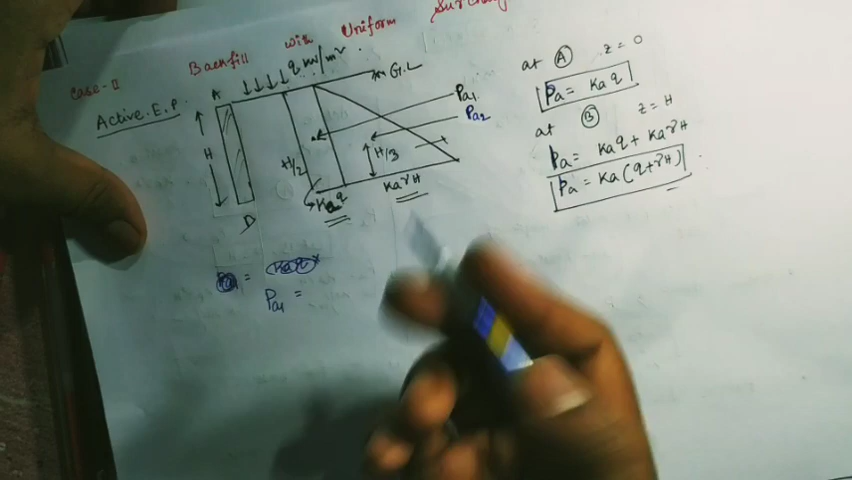 Case-II Backfill with Uniform Surcharge
Active.E.P.
q kN/m²
G.L
A
H
B
H/2
H/3
Pa1
Pa2
Kaq
KaγH
at A z = 0
Pa = Kaq
at B z = H
Pa = Kaq + KaγH
Pa = Ka(q+γH)
Pa1 =